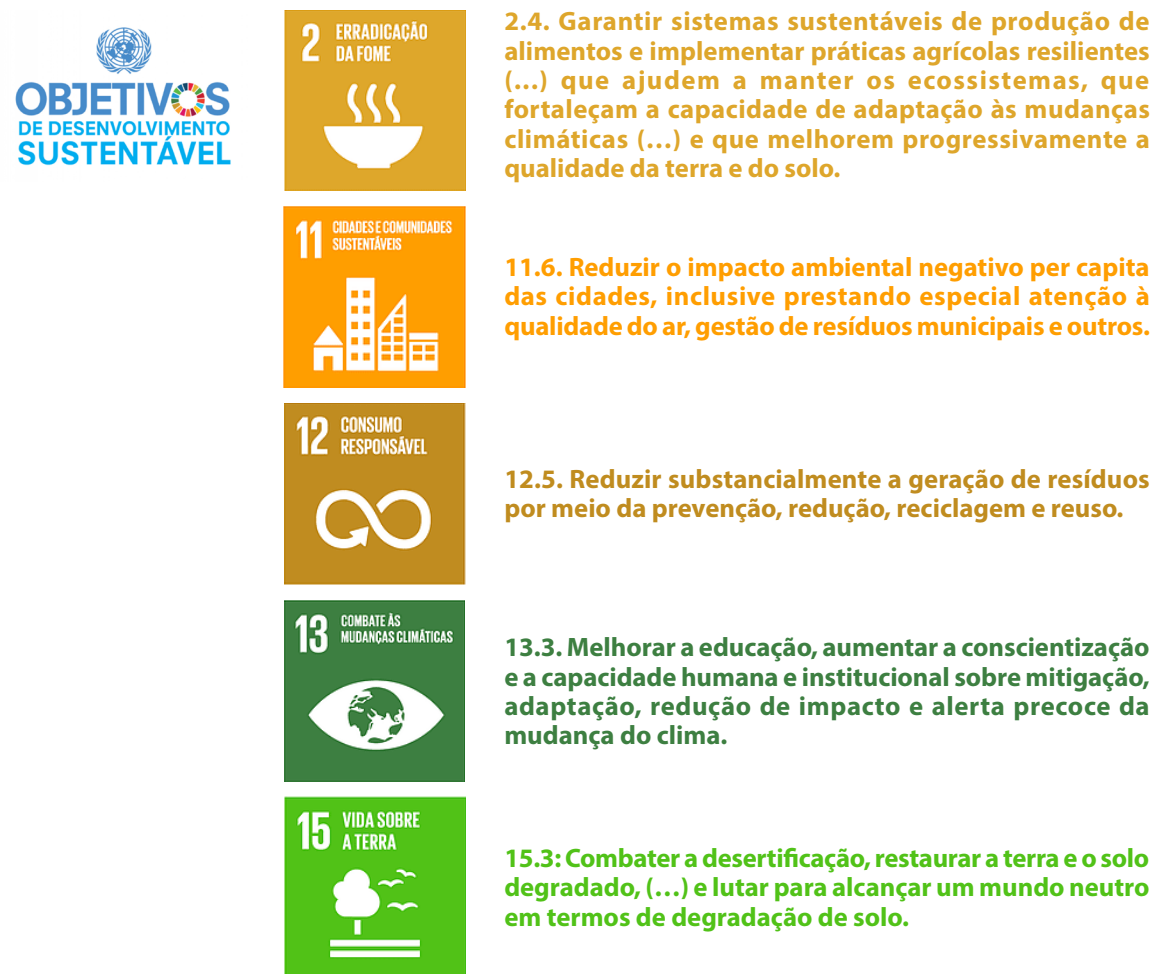 OBJETIVOS
DE DESENVOLVIMENTO
SUSTENTÁVEL
2 ERRADICAÇÃO
DA FOME
2.4. Garantir sistemas sustentáveis de produção de
alimentos e implementar práticas agrícolas resilientes
(…) que ajudem a manter os ecossistemas, que
fortaleçam a capacidade de adaptação às mudanças
climáticas (…) e que melhorem progressivamente a
qualidade da terra e do solo.
11 CIDADES E COMUNIDADES
SUSTENTÁVEIS
11.6. Reduzir o impacto ambiental negativo per capita
das cidades, inclusive prestando especial atenção à
qualidade do ar, gestão de resíduos municipais e outros.
12 CONSUMO
RESPONSÁVEL
12.5. Reduzir substancialmente a geração de resíduos
por meio da prevenção, redução, reciclagem e reuso.
13 COMBATE ÀS
MUDANÇAS CLIMÁTICAS
13.3. Melhorar a educação, aumentar a conscientização
e a capacidade humana e institucional sobre mitigação,
adaptação, redução de impacto e alerta precoce da
mudança do clima.
15 VIDA SOBRE
A TERRA
15.3: Combater a desertificação, restaurar a terra e o solo
degradado, (…) e lutar para alcançar um mundo neutro
em termos de degradação de solo.